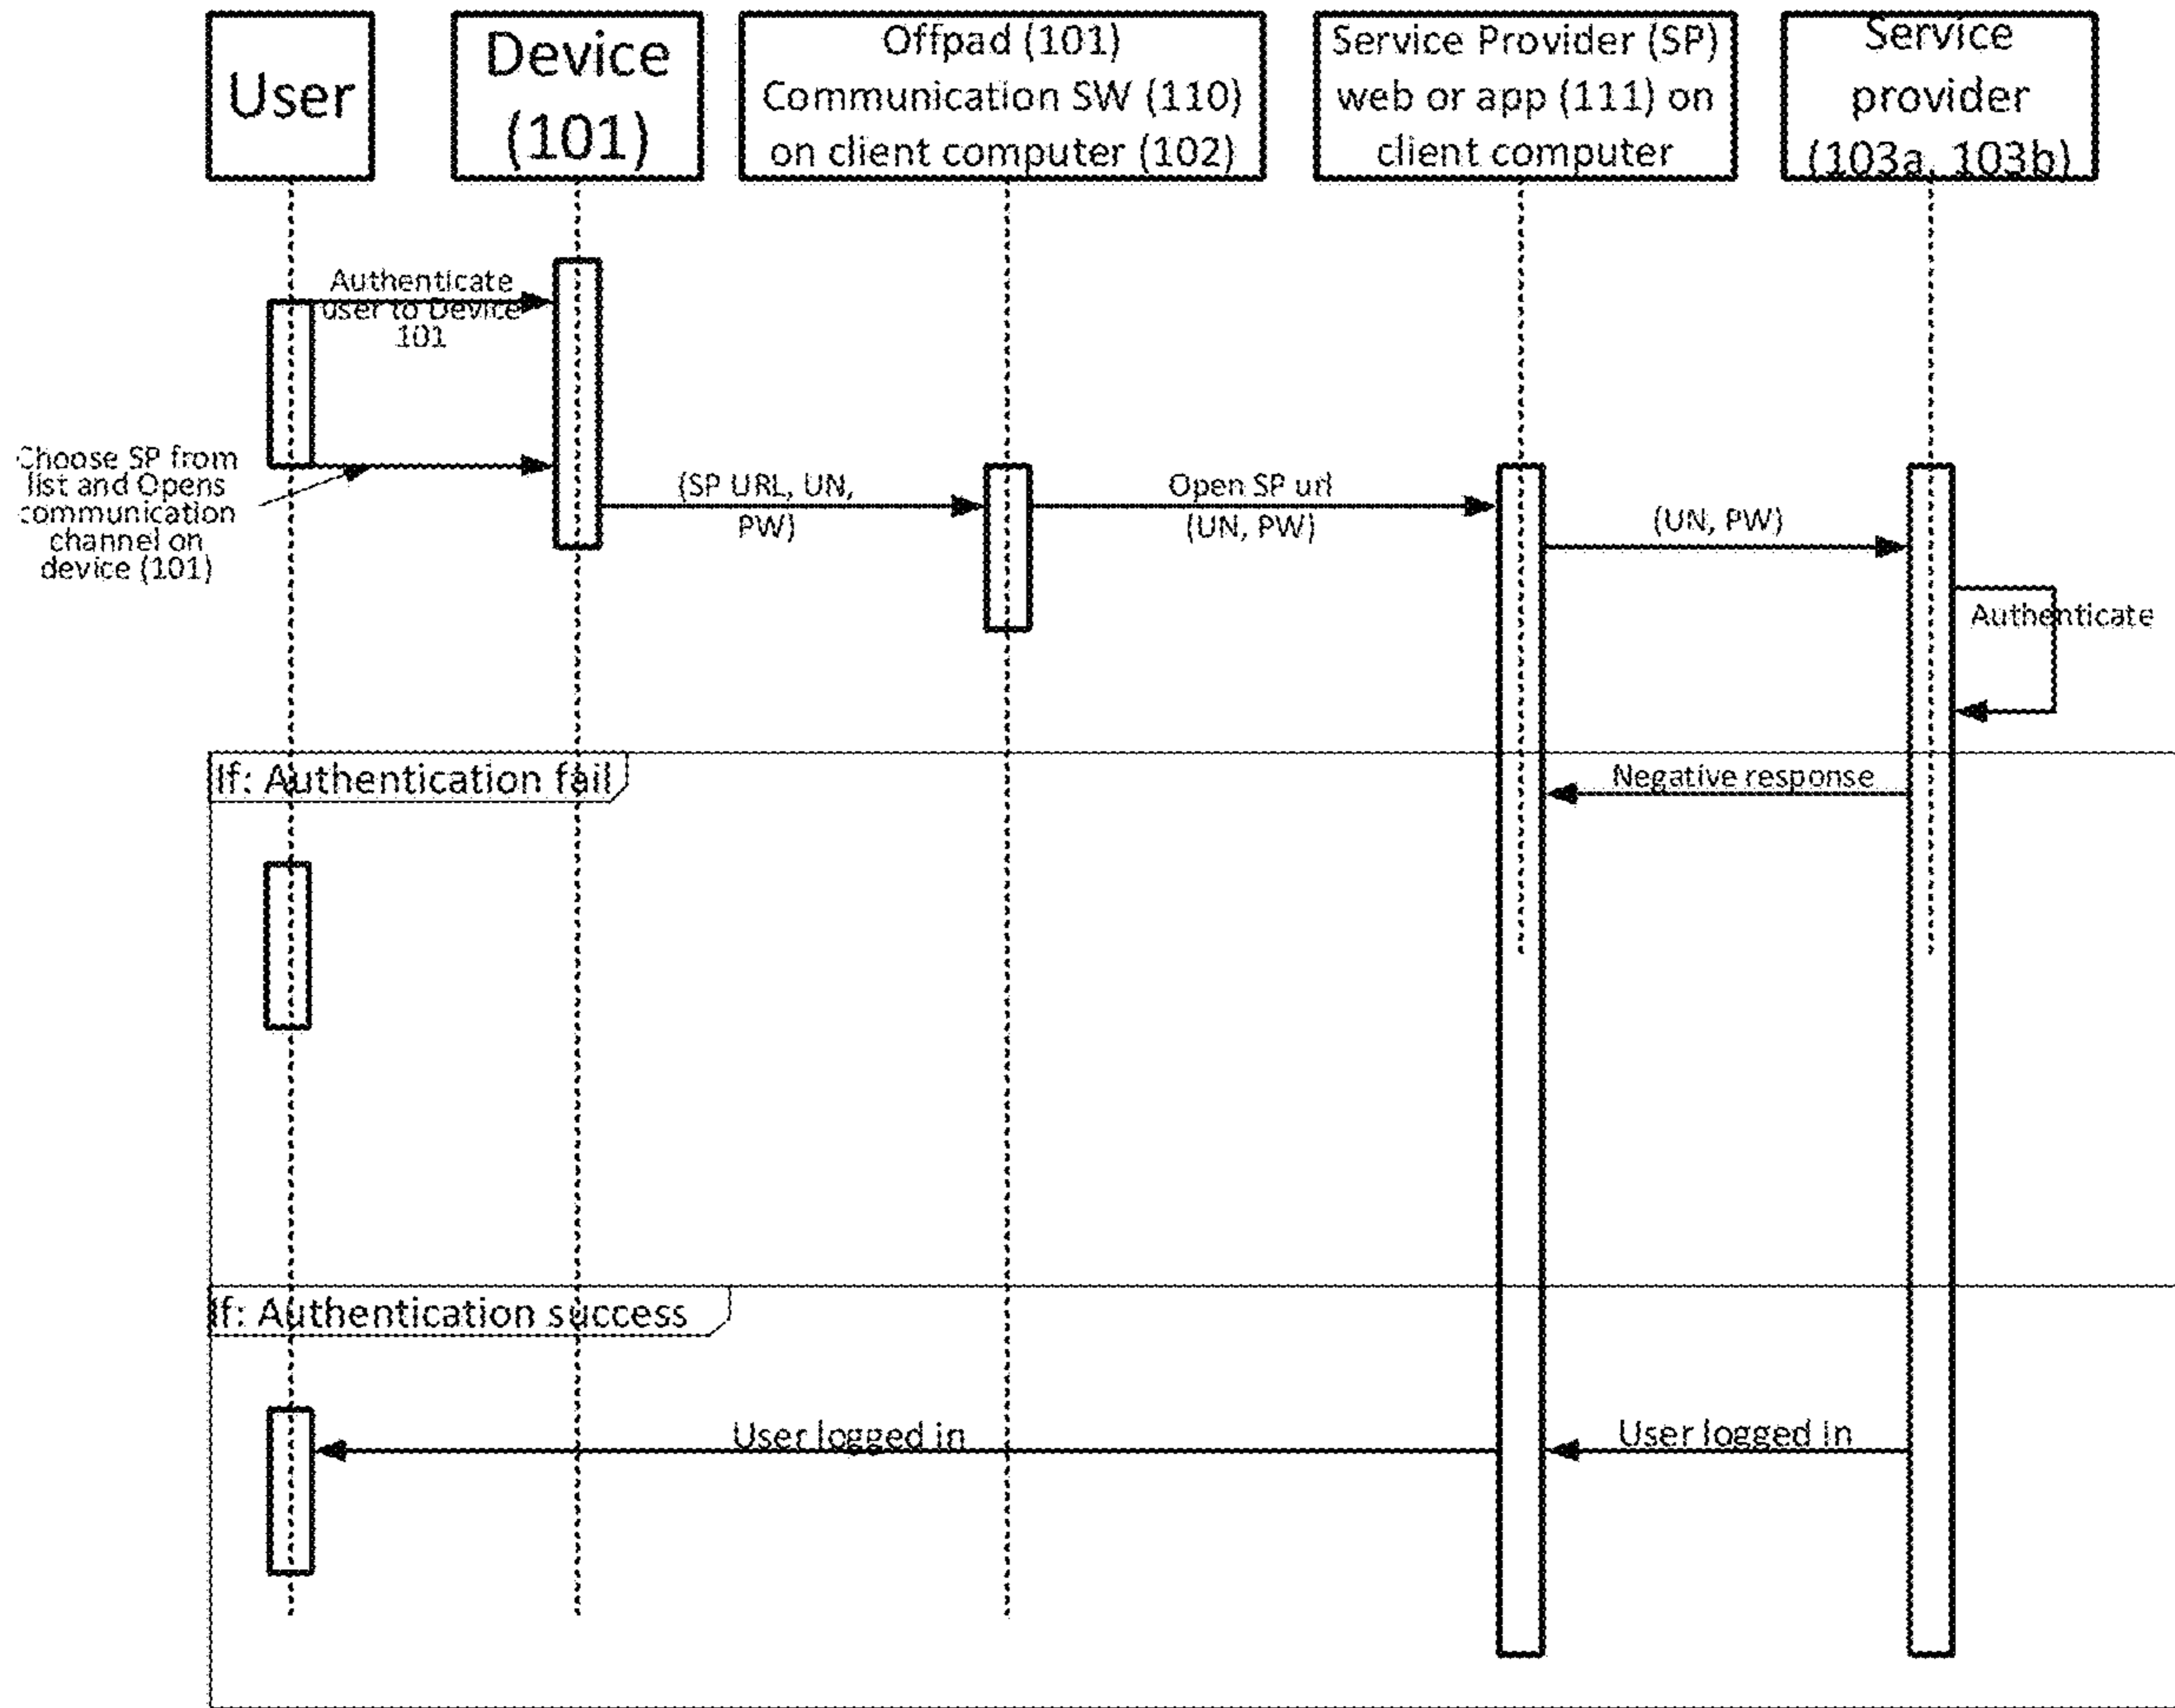 User
Device
(101)
Offpad (101)
Communication SW (110)
on client computer (102)
Service Provider (SP)
web or app (111) on
client computer
Service
provider
(103a, 103b)
Authenticate
user to Device
101
Choose SP from
list and Opens
communication
channel on
device (101)
(SP URL, UN,
PW)
Open SP url
(UN, PW)
(UN, PW)
Authenticate
If: Authentication fail
Negative response
If: Authentication success
User logged in
User logged in